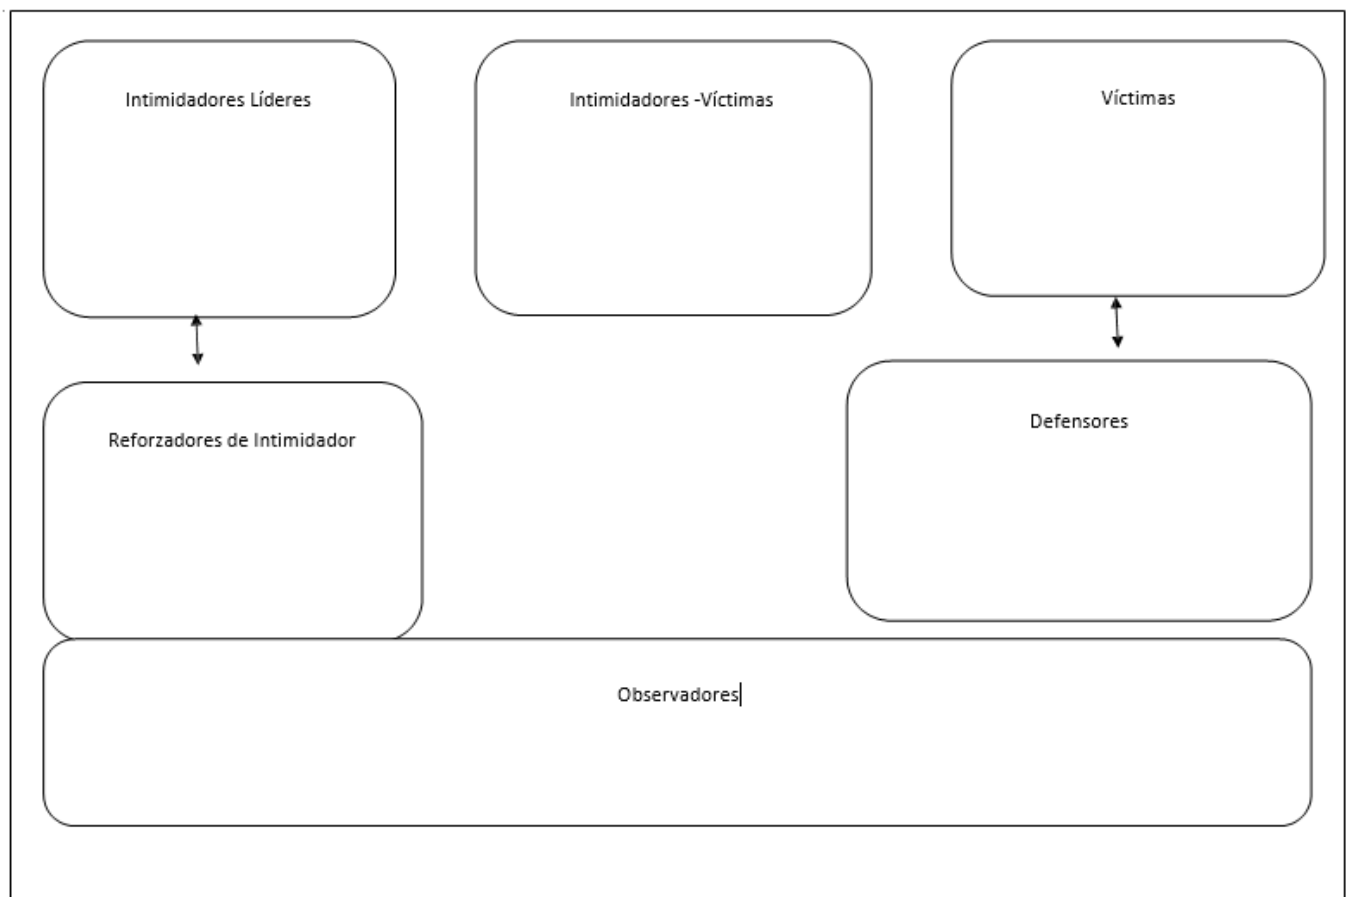 Intimidadores Líderes
Intimidadores -Víctimas
Víctimas
Reforzadores de Intimidador
Defensores
Observadores